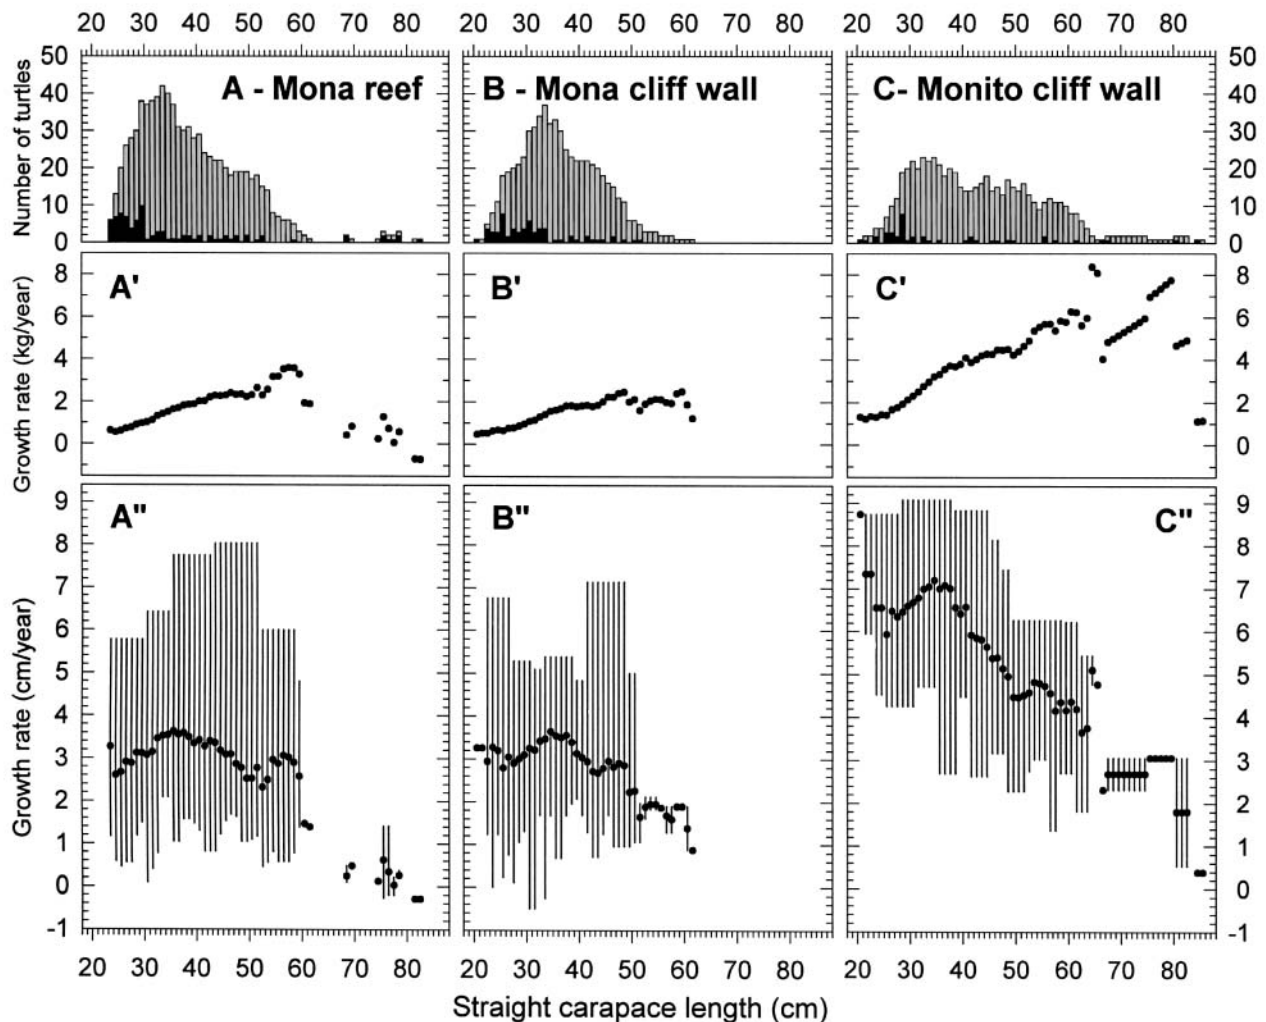 20 30 40 50 60 70 80 20 30 40 50 60 70 80 20 30 40 50 60 70 80
Number of turtles
50
40
30
20
10
0
A - Mona reef
B - Mona cliff wall
C- Monito cliff wall
50
40
30
20
10
0
Growth rate (kg/year)
8
6
4
2
0
A'
B'
C'
8
6
4
2
0
Growth rate (cm/year)
9
8
7
6
5
4
3
2
1
0
-1
A"
B"
C"
9
8
7
6
5
4
3
2
1
0
-1
20 30 40 50 60 70 80 20 30 40 50 60 70 80 20 30 40 50 60 70 80
Straight carapace length (cm)